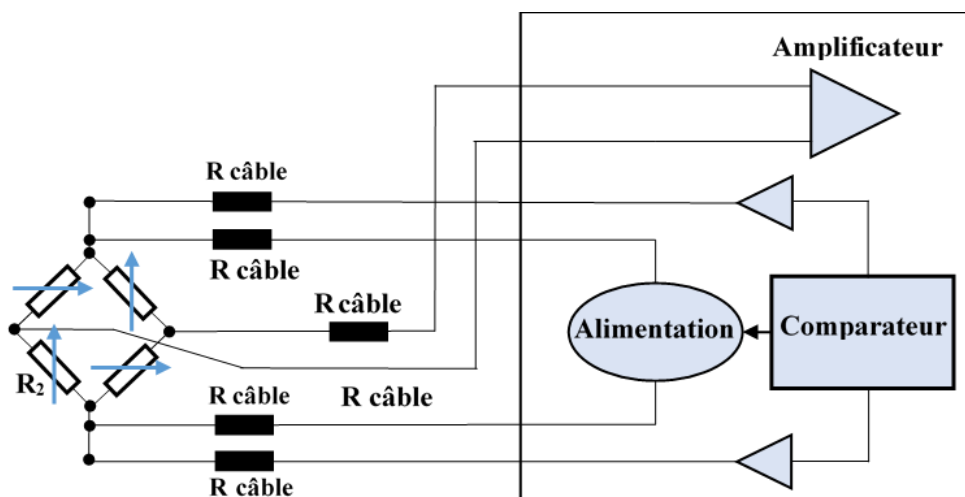 Amplificateur
R câble
R câble
R câble
Alimentation
Comparateur
R₂
R câble
R câble
R câble